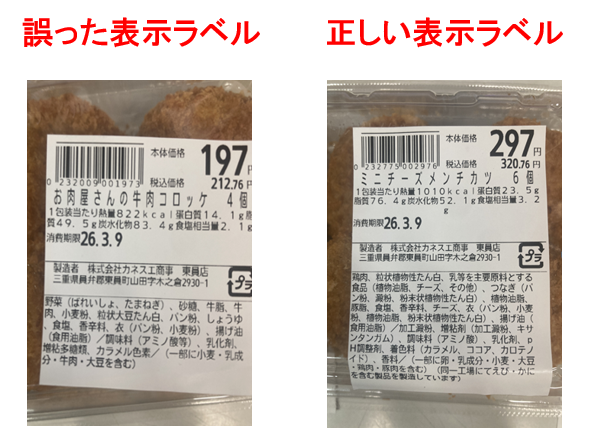 誤った表示ラベル
本体価格 197円
0232009001973
税込価格 212.76円
お肉屋さんの牛肉コロッケ 4個
1包装当たり熱量822kcal蛋白質14.1g脂
質49.5g炭水化物83.4g食塩相当量2.1g
消費期限26.3.9
製造者 株式会社カネスエ商事 東員店
三重県員弁郡東員町山田字木之倉2930-1
プラ
野菜（ばれいしょ、たまねぎ）、砂糖、牛脂、牛
肉、小麦粉、粒状大豆たん白、パン粉、しょうゆ
、食塩、香辛料、衣（パン粉、小麦粉）、揚げ油
（食用油脂）／調味料（アミノ酸等）、乳化剤、
増粘多糖類、カラメル色素／（一部に小麦・乳成
分・牛肉・大豆を含む）
正しい表示ラベル
本体価格 297円
0232775002976
税込価格 320.76円
ミニチーズメンチカツ 6個
1包装当たり熱量1010kcal蛋白質23.5g
脂質76.4g炭水化物52.1g食塩相当量3.2
g
消費期限26.3.9
製造者 株式会社カネスエ商事 東員店
三重県員弁郡東員町山田字木之倉2930-1
プラ
鶏肉、粒状植物性たん白、乳等を主要原料とする
食品（植物油脂、チーズ、その他）、つなぎ（パ
ン粉、澱粉、粉末状植物性たん白）、植物油脂、
豚脂、食塩、香辛料、チーズ、衣（パン粉、小麦
粉、植物油脂、粉末状植物性たん白）、揚げ油（
食用油脂）／加工澱粉、増粘剤（加工澱粉、キサ
ンタンガム）、調味料（アミノ酸）、乳化剤、ｐ
Ｈ調整剤、着色料（カラメル、ココア、カロテノ
イド）、香料／（一部に卵・乳成分・小麦・大豆
・鶏肉・豚肉を含む）（同一工場にてえび・かに
を含む製品を製造しています）